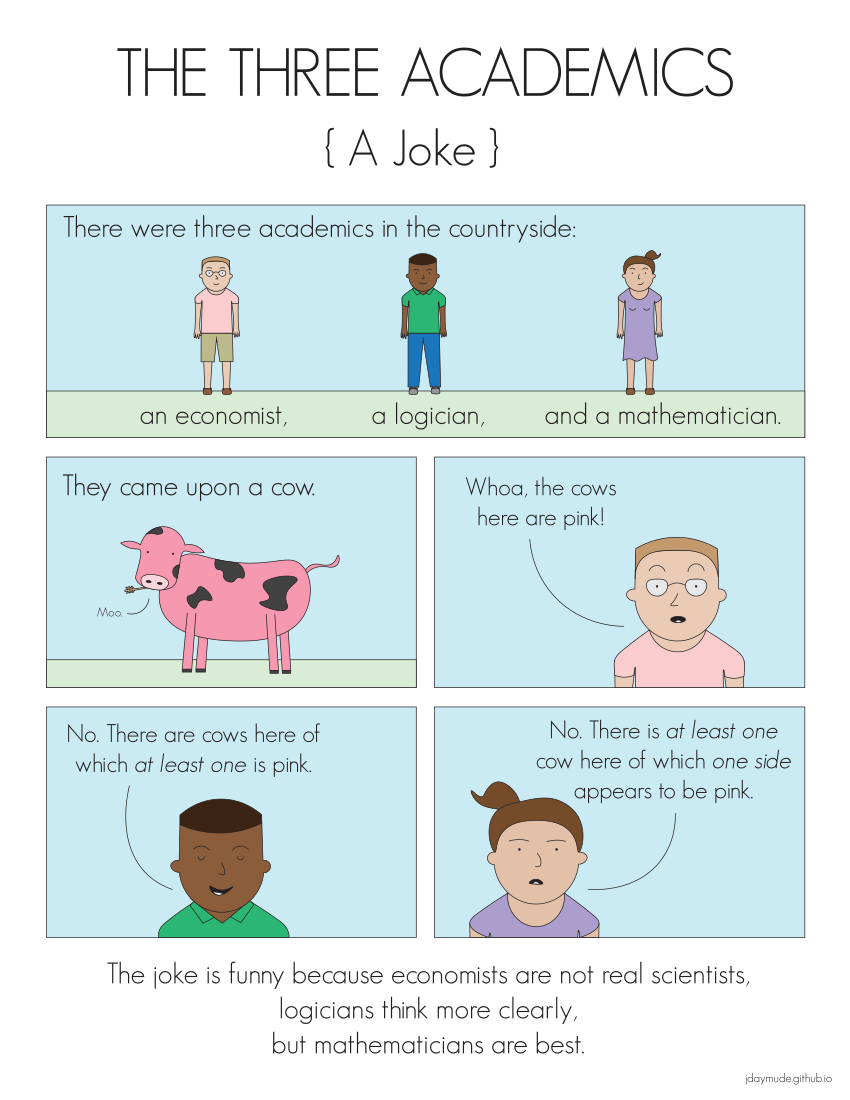 THE THREE ACADEMICS
{ A Joke }
There were three academics in the countryside:
an economist, a logician, and a mathematician.
They came upon a cow.
Moo.
Whoa, the cows
here are pink!
No. There are cows here of
which at least one is pink.
No. There is at least one
cow here of which one side
appears to be pink.
The joke is funny because economists are not real scientists,
logicians think more clearly,
but mathematicians are best.
jdaymude.github.io